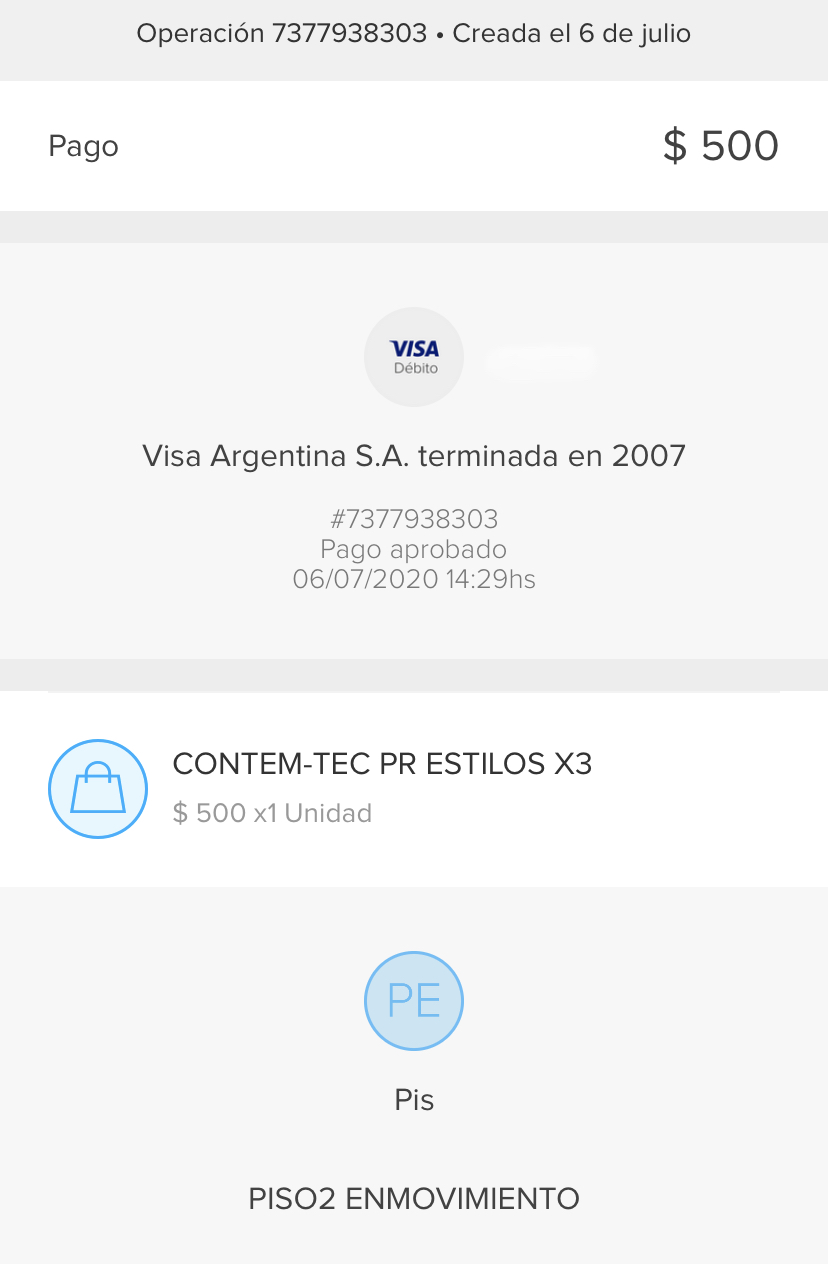 Operación 7377938303 • Creada el 6 de julio
Pago
$ 500
VISA
Débito
Visa Argentina S.A. terminada en 2007
#7377938303
Pago aprobado
06/07/2020 14:29hs
CONTEM-TEC PR ESTILOS X3
$ 500 x1 Unidad
PE
Pis
PISO2 ENMOVIMIENTO